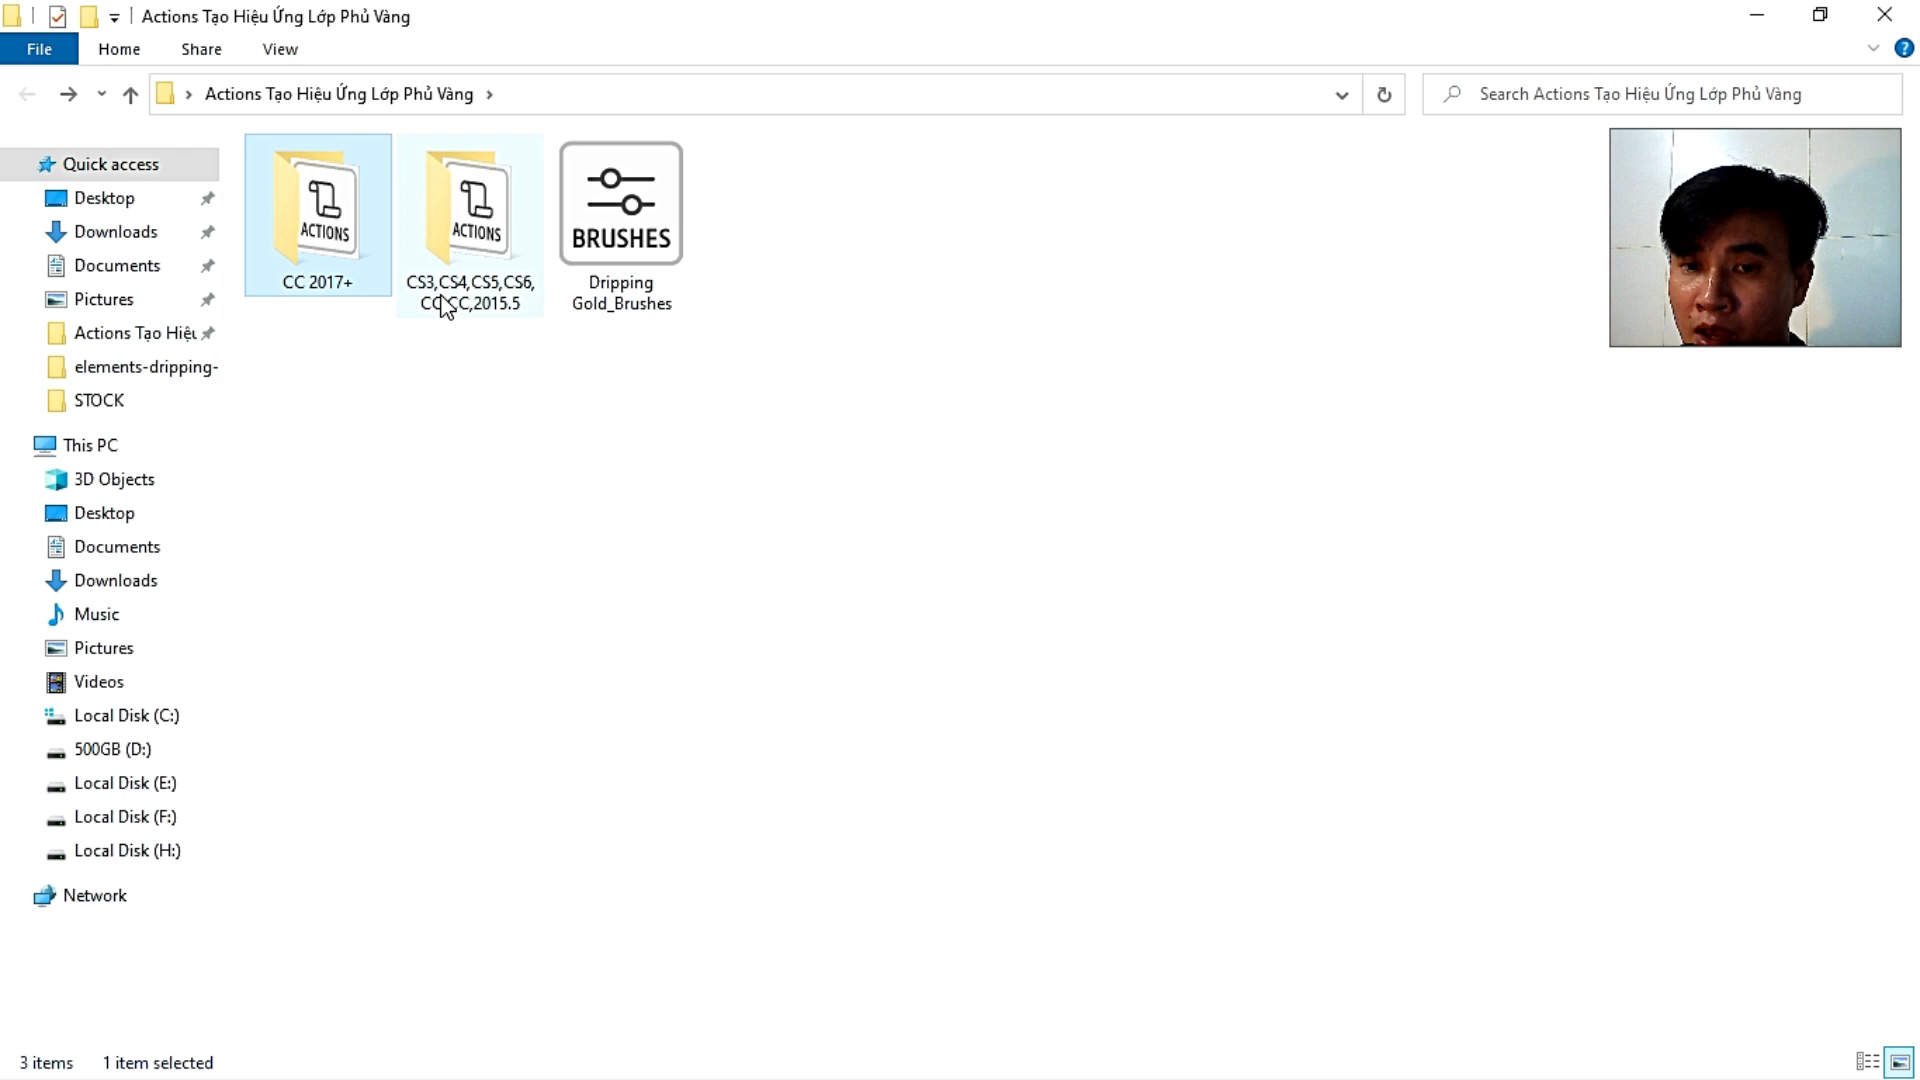 Actions Tạo Hiệu Ứng Lớp Phủ Vàng
File Home Share View
Actions Tạo Hiệu Ứng Lớp Phủ Vàng
Search Actions Tạo Hiệu Ứng Lớp Phủ Vàng
Quick access
Desktop
Downloads
Documents
Pictures
Actions Tạo Hiệu
elements-dripping-
STOCK
This PC
3D Objects
Desktop
Documents
Downloads
Music
Pictures
Videos
Local Disk (C:)
500GB (D:)
Local Disk (E:)
Local Disk (F:)
Local Disk (H:)
Network
ACTIONS
CC 2017+
ACTIONS
CS3,CS4,CS5,CS6,
CC,CC,2015.5
BRUSHES
Dripping
Gold_Brushes
3 items 1 item selected